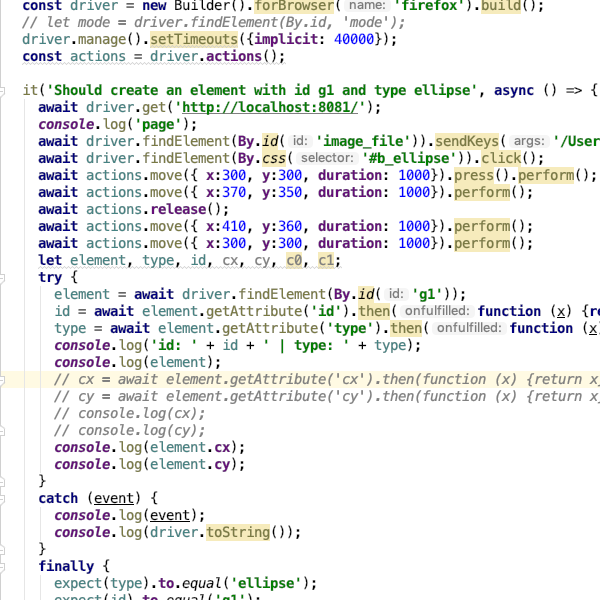 const driver = new Builder().forBrowser( name: 'firefox').build();
// let mode = driver.findElement(By.id, 'mode');
driver.manage().setTimeouts({implicit: 40000});
const actions = driver.actions();
it('Should create an element with id g1 and type ellipse', async () => {
await driver.get('http://localhost:8081/');
console.log('page');
await driver.findElement(By.id( id: 'image_file')).sendKeys( args: '/User
await driver.findElement(By.css( selector: '#b_ellipse')).click();
await actions.move({ x:300, y:300, duration: 1000}).press().perform();
await actions.move({ x:370, y:350, duration: 1000}).perform();
await actions.release();
await actions.move({ x:410, y:360, duration: 1000}).perform();
await actions.move({ x:300, y:300, duration: 1000}).perform();
let element, type, id, cx, cy, c0, c1;
try {
element = await driver.findElement(By.id( id: 'g1'));
id = await element.getAttribute('id').then( onfulfilled: function (x) {re
type = await element.getAttribute('type').then( onfulfilled: function (x
console.log('id: ' + id + ' | type: ' + type);
console.log(element);
// cx = await element.getAttribute('cx').then(function (x) {return x
// cy = await element.getAttribute('cy').then(function (x) {return x
// console.log(cx);
// console.log(cy);
console.log(element.cx);
console.log(element.cy);
}
catch (event) {
console.log(event);
console.log(driver.toString());
}
finally {
expect(type).to.equal('ellipse');
expect(id).to.equal('g1');